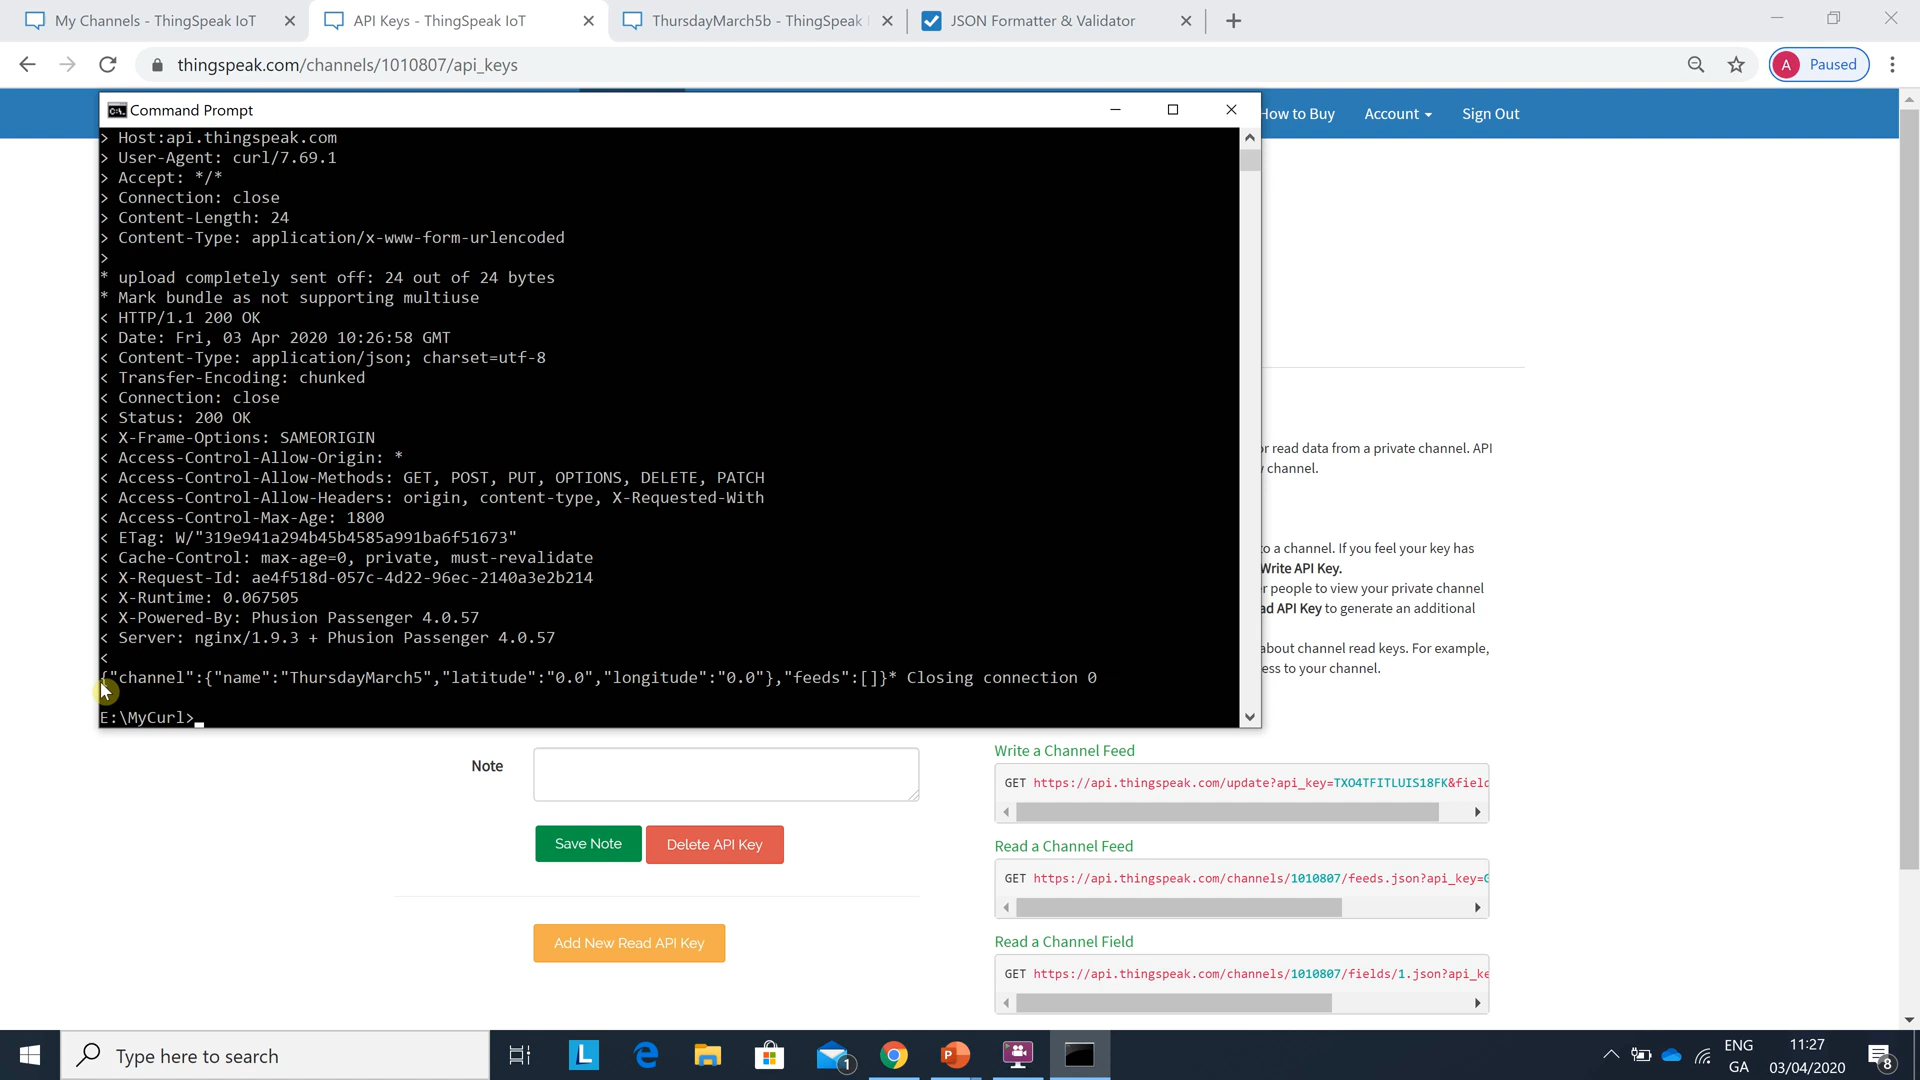 My Channels - ThingSpeak IoT
API Keys - ThingSpeak IoT
ThursdayMarch5b - ThingSpeak
JSON Formatter & Validator
thingspeak.com/channels/1010807/api_keys
A Paused
Command Prompt
How to Buy
Account
Sign Out
> Host:api.thingspeak.com
> User-Agent: curl/7.69.1
> Accept: */*
> Connection: close
> Content-Length: 24
> Content-Type: application/x-www-form-urlencoded
>
* upload completely sent off: 24 out of 24 bytes
* Mark bundle as not supporting multiuse
< HTTP/1.1 200 OK
< Date: Fri, 03 Apr 2020 10:26:58 GMT
< Content-Type: application/json; charset=utf-8
< Transfer-Encoding: chunked
< Connection: close
< Status: 200 OK
< X-Frame-Options: SAMEORIGIN
< Access-Control-Allow-Origin: *
< Access-Control-Allow-Methods: GET, POST, PUT, OPTIONS, DELETE, PATCH
< Access-Control-Allow-Headers: origin, content-type, X-Requested-With
< Access-Control-Max-Age: 1800
< ETag: W/"319e941a294b45b4585a991ba6f51673"
< Cache-Control: max-age=0, private, must-revalidate
< X-Request-Id: ae4f518d-057c-4d22-96ec-2140a3e2b214
< X-Runtime: 0.067505
< X-Powered-By: Phusion Passenger 4.0.57
< Server: nginx/1.9.3 + Phusion Passenger 4.0.57
<
{"channel":{"name":"ThursdayMarch5","latitude":"0.0","longitude":"0.0"},"feeds":[]}* Closing connection 0
E:\MyCurl>
or read data from a private channel. API
channel.
to a channel. If you feel your key has
Write API Key.
people to view your private channel
API Key to generate an additional
about channel read keys. For example,
to your channel.
Note
Save Note
Delete API Key
Add New Read API Key
Write a Channel Feed
GET https://api.thingspeak.com/update?api_key=TXO4TFITLUIS18FK&field
Read a Channel Feed
GET https://api.thingspeak.com/channels/1010807/feeds.json?api_key=
Read a Channel Field
GET https://api.thingspeak.com/channels/1010807/fields/1.json?api_ke
Type here to search
L
1
ENG
GA
11:27
03/04/2020
8